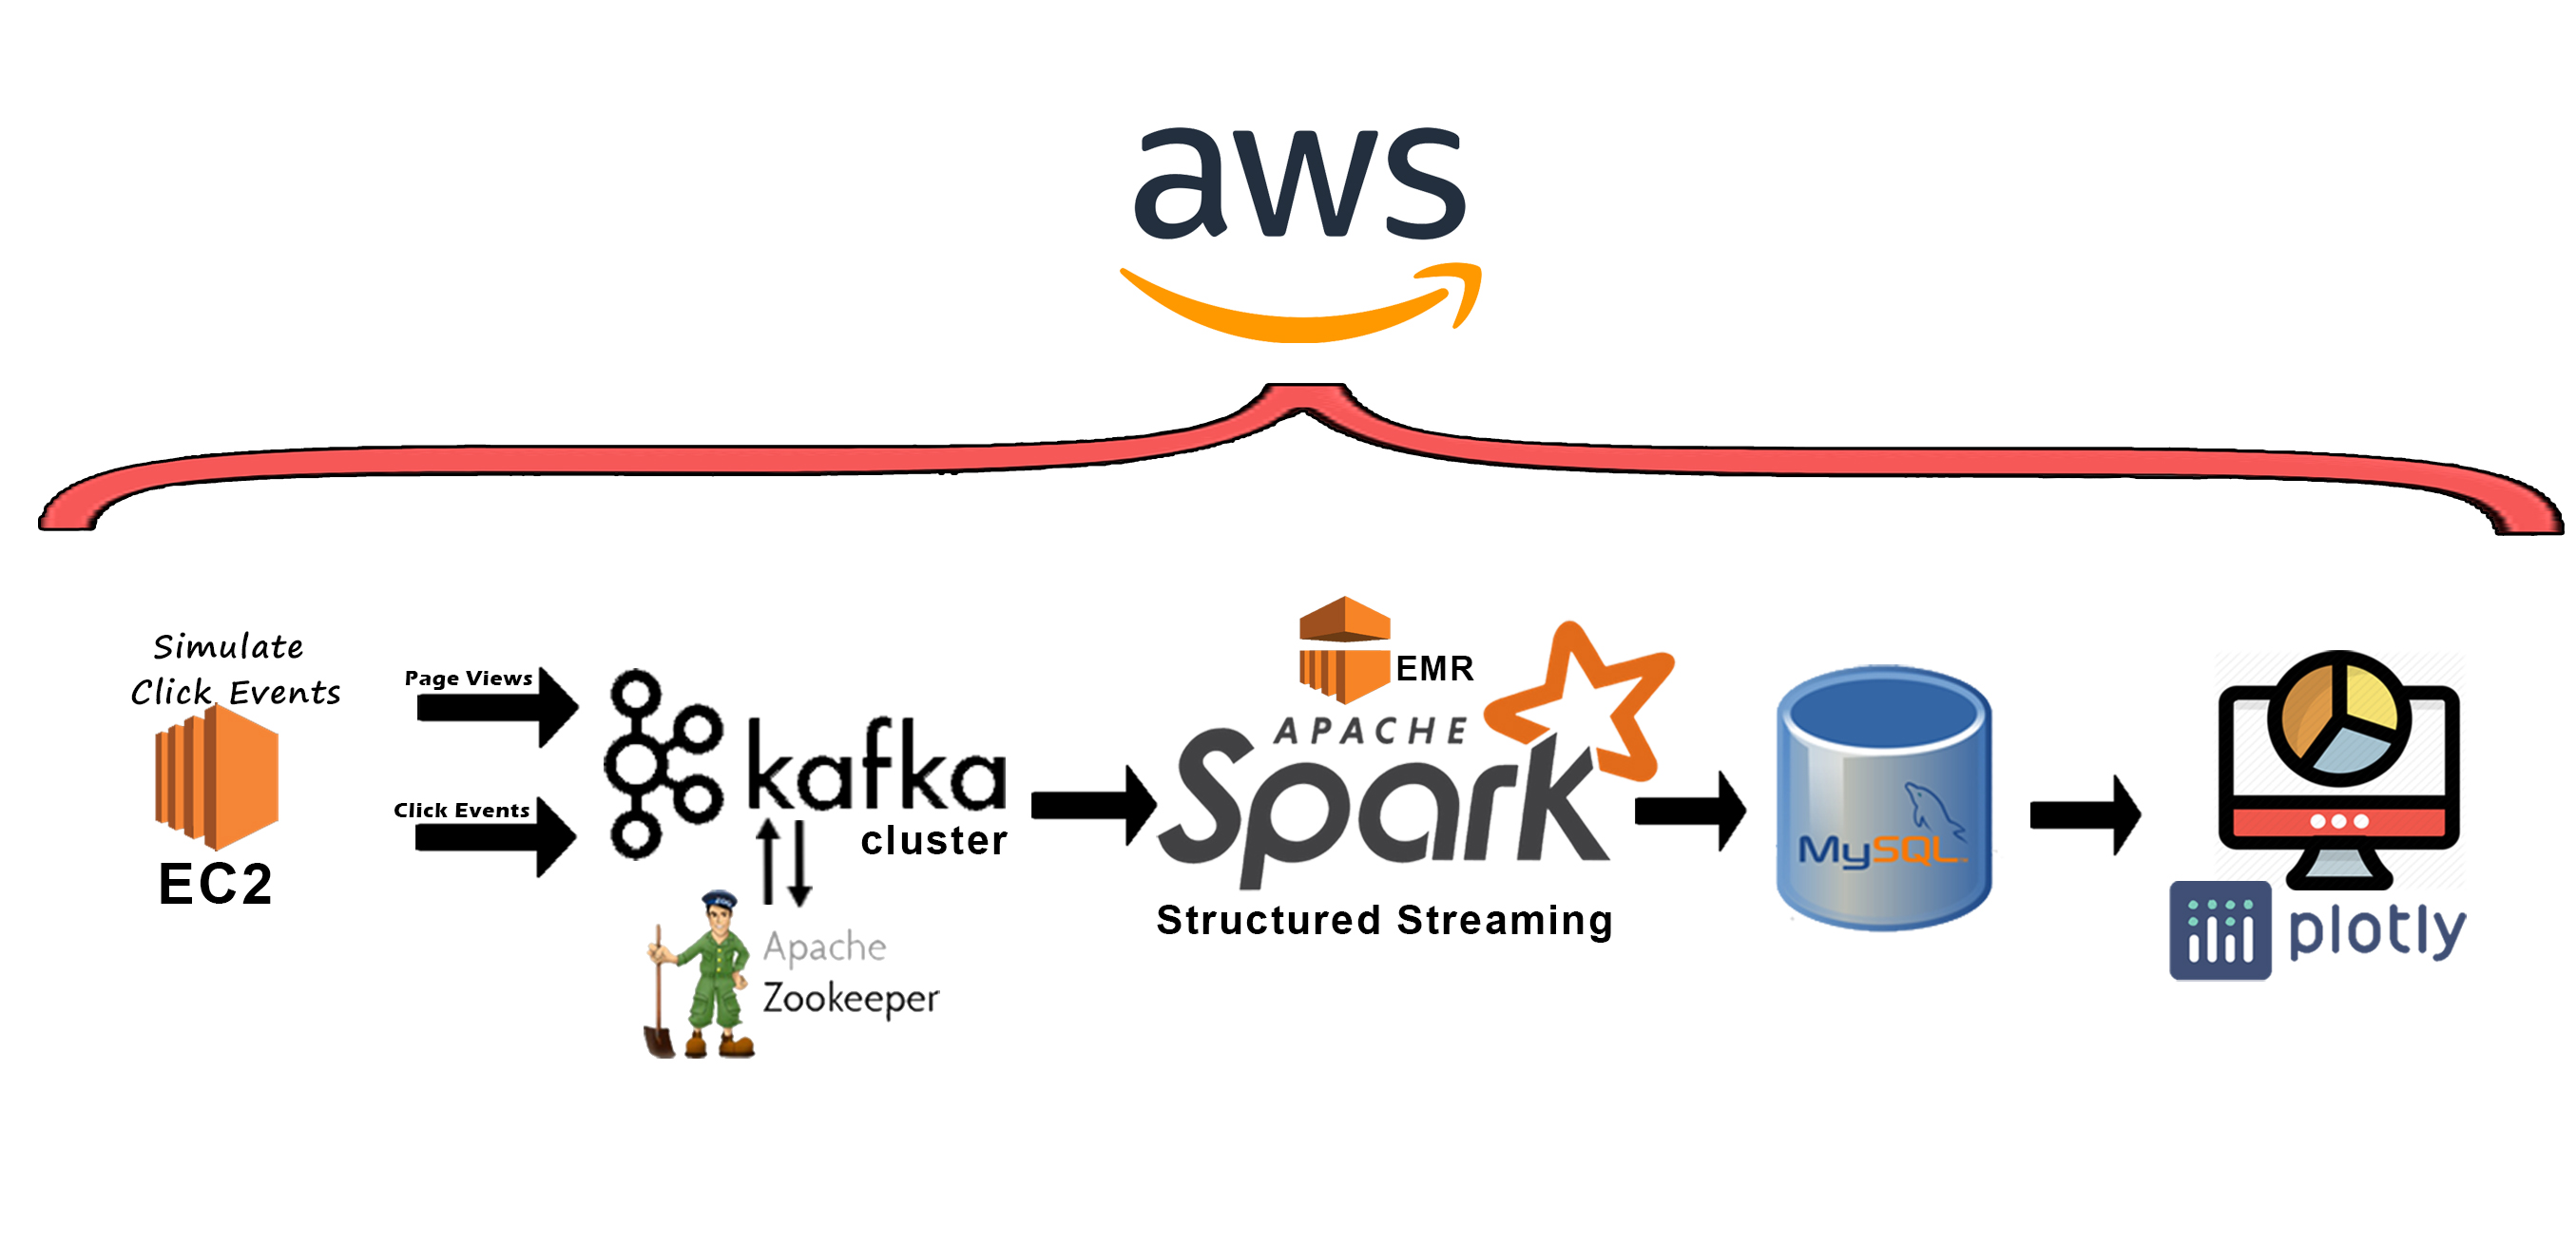 aws
Simulate
Click Events
EC2
Page Views
Click Events
kafka
cluster
Apache
Zookeeper
EMR
APACHE
Spark
Structured Streaming
MySQL
plotly